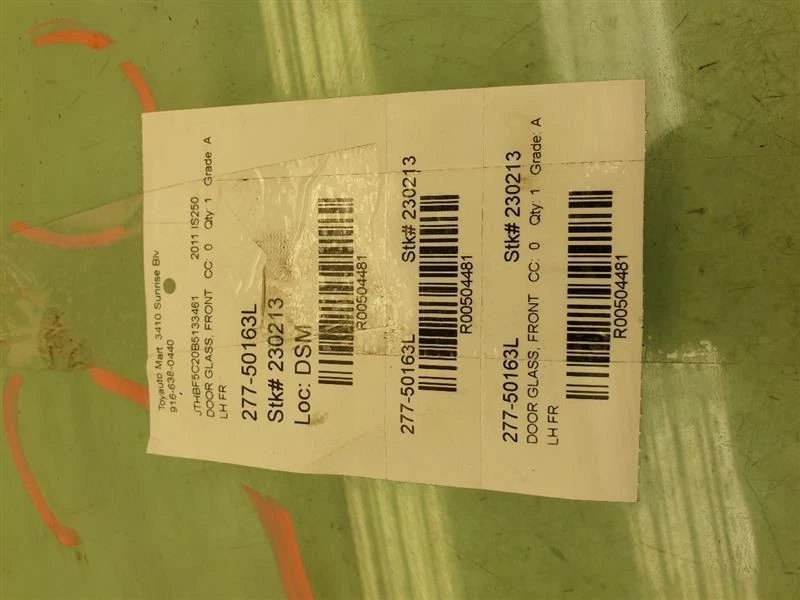 Toyauto Mart 3410 Sunrise Blv
916-638-0440
JTHBF5C20B5133461 2011 IS250
DOOR GLASS, FRONT CC: 0 Qty: 1 Grade: A
LH FR
277-50163L
Stk# 230213
Loc: DSM
R00504481
277-50163L Stk# 230213
R00504481
277-50163L Stk# 230213
DOOR GLASS, FRONT CC: 0 Qty: 1 Grade: A
LH FR
R00504481